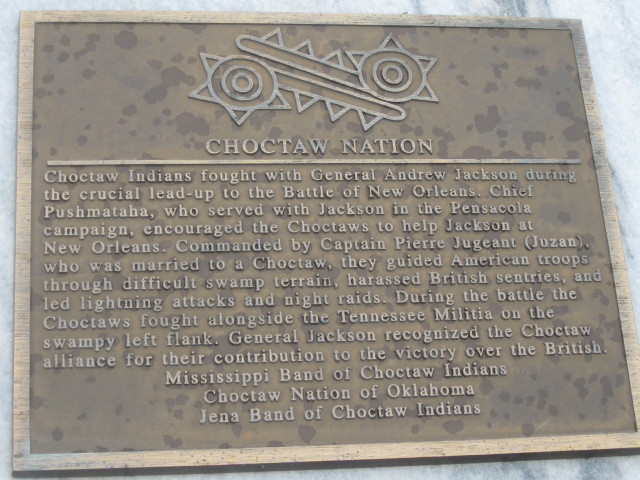 CHOCTAW NATION
Choctaw Indians fought with General Andrew Jackson during
the crucial lead-up to the Battle of New Orleans. Chief
Pushmataha, who served with Jackson in the Pensacola
campaign, encouraged the Choctaws to help Jackson at
New Orleans. Commanded by Captain Pierre Jugeant (Juzan),
who was married to a Choctaw, they guided American troops
through difficult swamp terrain, harassed British sentries, and
led lightning attacks and night raids. During the battle the
Choctaws fought alongside the Tennessee Militia on the
swampy left flank. General Jackson recognized the Choctaw
alliance for their contribution to the victory over the British.
Mississippi Band of Choctaw Indians
Choctaw Nation of Oklahoma
Jena Band of Choctaw Indians